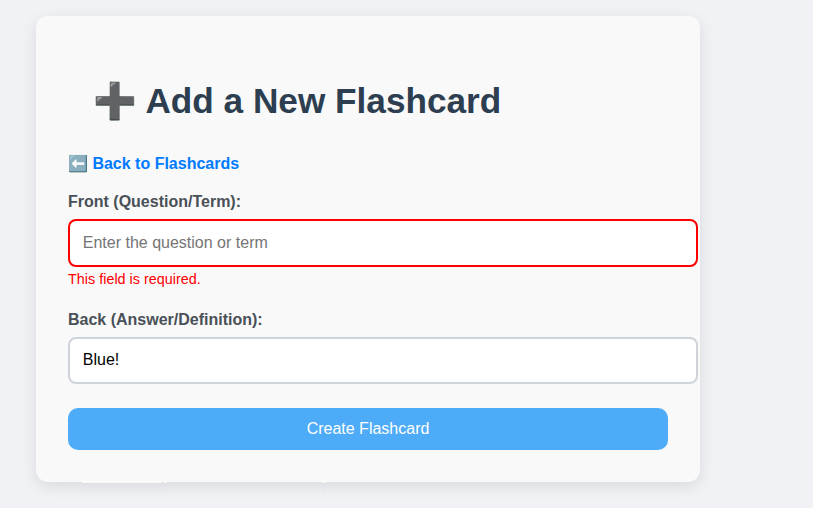 ➕ Add a New Flashcard
⬅️ Back to Flashcards
Front (Question/Term):
Enter the question or term
This field is required.
Back (Answer/Definition):
Blue!
Create Flashcard